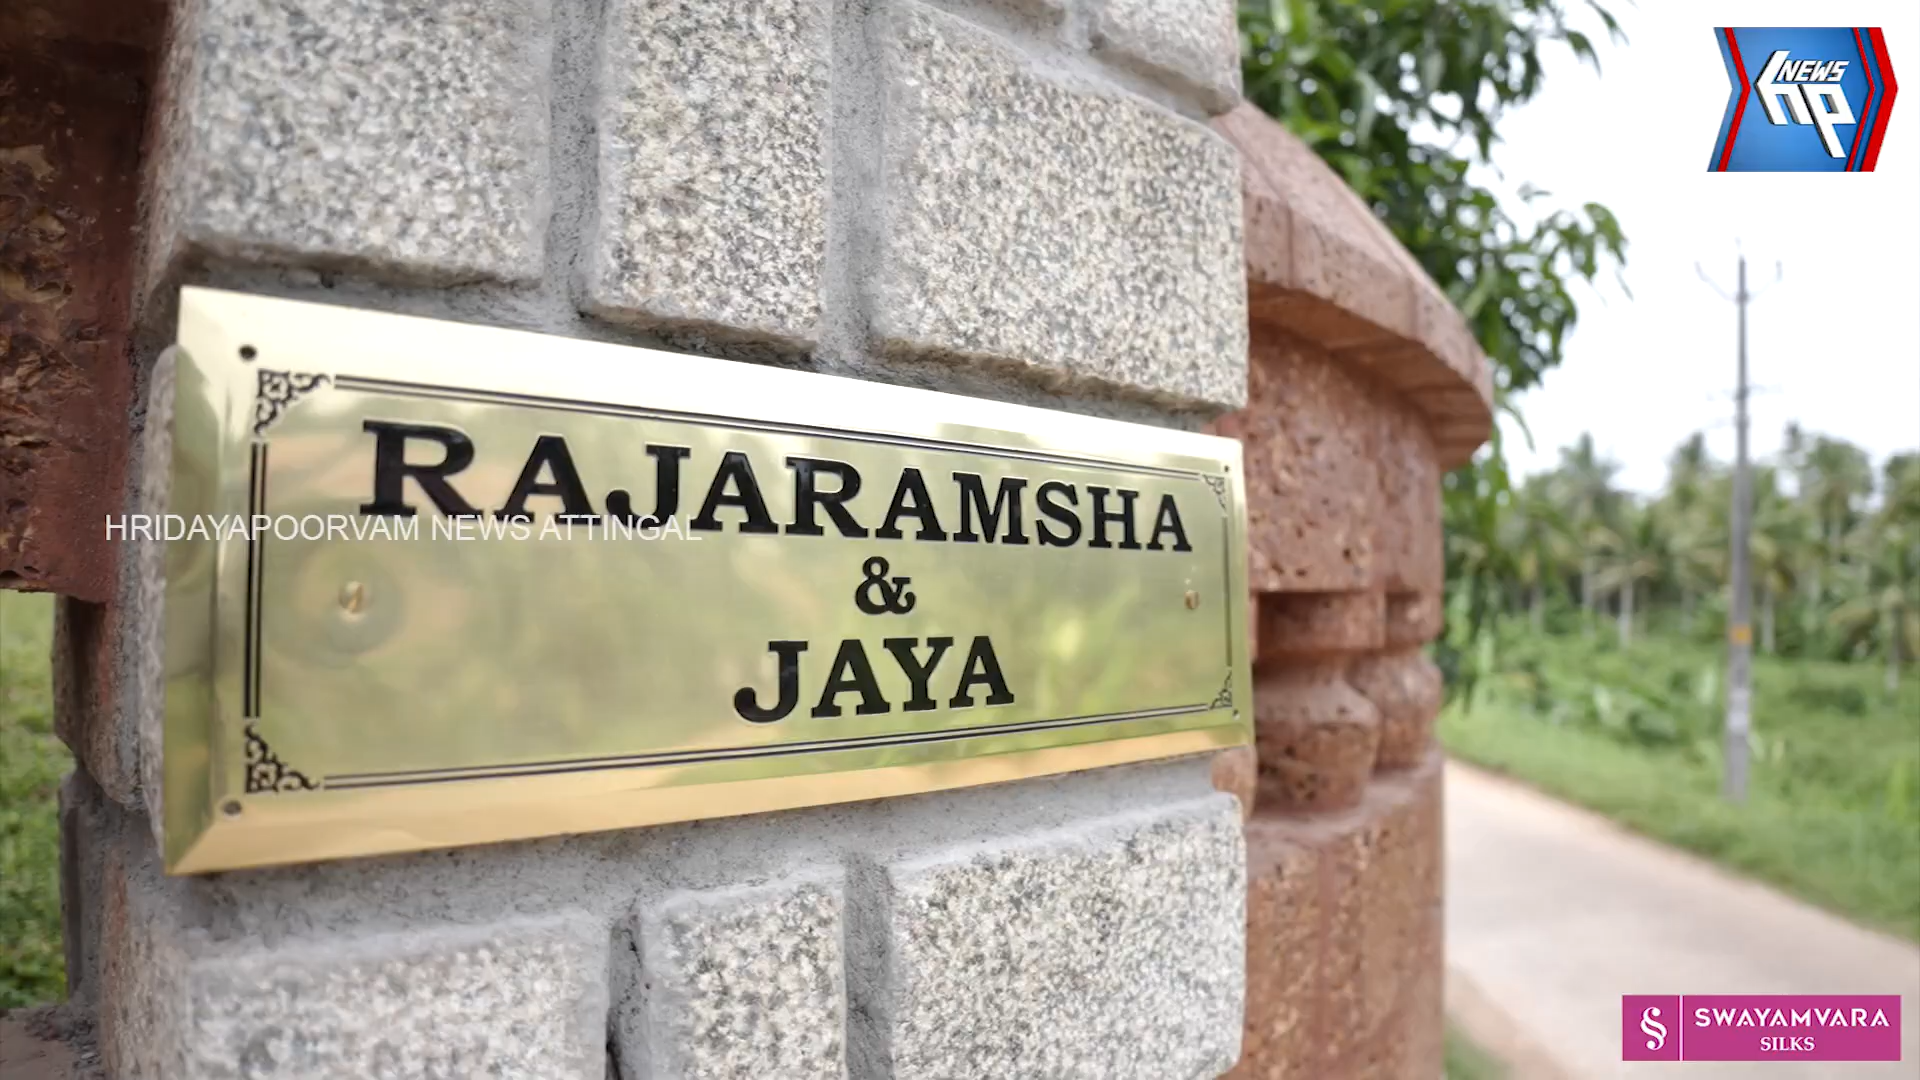 NEWS
hp
RAJARAMSHA
HRIDAYAPOORVAM NEWS ATTINGAL
&
JAYA
SWAYAMVARA
SILKS